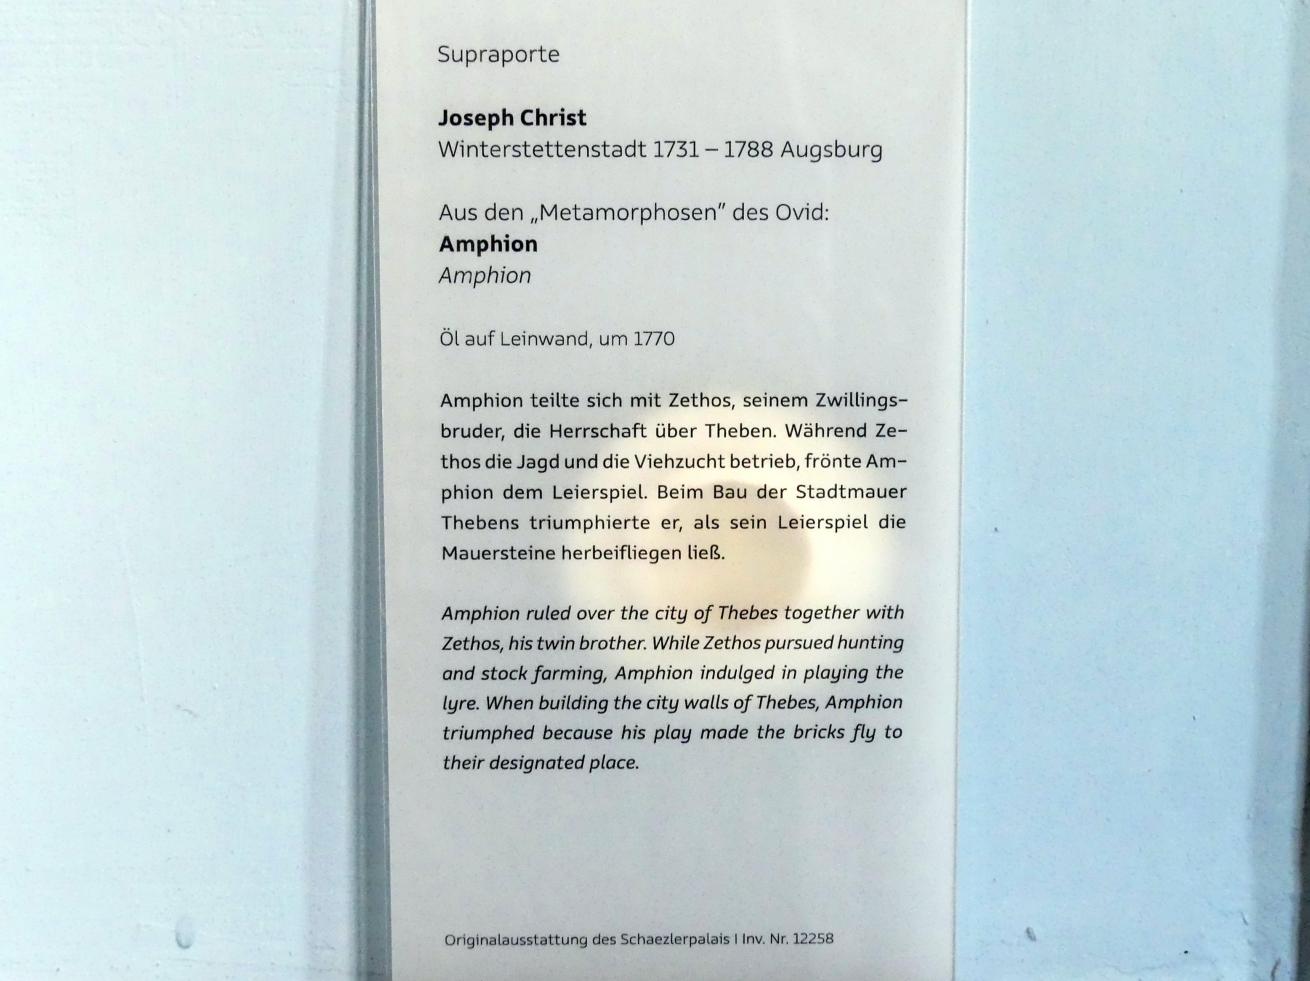 Supraporte
Joseph Christ
Winterstettenstadt 1731 – 1788 Augsburg
Aus den „Metamorphosen” des Ovid:
Amphion
Amphion
Öl auf Leinwand, um 1770
Amphion teilte sich mit Zethos, seinem Zwillings-
bruder, die Herrschaft über Theben. Während Ze-
thos die Jagd und die Viehzucht betrieb, frönte Am-
phion dem Leierspiel. Beim Bau der Stadtmauer
Thebens triumphierte er, als sein Leierspiel die
Mauersteine herbeifliegen ließ.
Amphion ruled over the city of Thebes together with
Zethos, his twin brother. While Zethos pursued hunting
and stock farming, Amphion indulged in playing the
lyre. When building the city walls of Thebes, Amphion
triumphed because his play made the bricks fly to
their designated place.
Originalausstattung des Schaezlerpalais I Inv. Nr. 12258